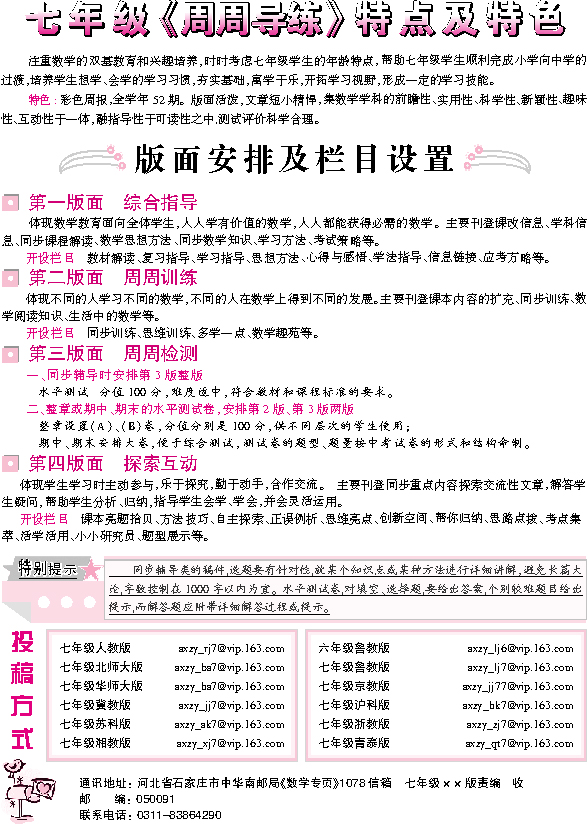 七年级《周周导练》特点及特色
注重数学的双基教育和兴趣培养,时时考虑七年级学生的年龄特点,帮助七年级学生顺利完成小学向中学的
过渡,培养学生想学、会学的学习习惯,夯实基础,寓学于乐,开拓学习视野,形成一定的学习技能。
特色:彩色周报,全学年52期。版面活泼,文章短小精悍,集数学学科的前瞻性、实用性、科学性、新颖性、趣味
性、互动性于一体,融指导性于可读性之中,测试评价科学合理。
版面安排及栏目设置
第一版面 综合指导
体现数学教育面向全体学生,人人学有价值的数学,人人都能获得必需的数学。主要刊登课改信息、学科信
息、同步课程解读、数学思想方法、同步数学知识、学习方法、考试策略等。
开设栏目 教材解读、复习指导、学习指导、思想方法、心得与感悟、学法指导、信息链接、应考方略等。
第二版面 周周训练
体现不同的人学习不同的数学,不同的人在数学上得到不同的发展。主要刊登课本内容的扩充、同步训练、数
学阅读知识、生活中的数学等。
开设栏目 同步训练、思维训练、多学一点、数学趣苑等。
第三版面 周周检测
一、同步辅导时安排第3版整版
水平测试 分值100分,难度适中,符合教材和课程标准的要求。
二、整章或期中、期末的水平测试卷,安排第2版、第3版两版
整章设置(A)、(B)卷,分值分别是100分,供不同层次的学生使用;
期中、期末安排大卷,便于综合测试,测试卷的题型、题量按中考试卷的形式和结构命制。
第四版面 探索互动
体现学生学习时主动参与,乐于探究,勤于动手,合作交流。 主要刊登同步重点内容探索交流性文章,解答学
生疑问,帮助学生分析、归纳,指导学生会学、学会,并会灵活运用。
开设栏目 课本亮题拾贝、方法技巧、自主探索、正误例析、思维亮点、创新空间、帮你归纳、思路点拨、考点集
萃、活学活用、小小研究员、题型展示等。
特别提示
同步辅导类的稿件,选题要有针对性,就某个知识点或某种方法进行详细讲解,避免长篇大
论,字数控制在1000字以内为宜。水平测试卷,对填空、选择题,要给出答案,个别较难题目给出
提示,而解答题应附带详细解答过程或提示。
投稿方式
七年级人教版 axzy_rj7@vip.163.com
七年级北师大版 axzy_bs7@vip.163.com
七年级华师大版 axzy_hs7@vip.163.com
七年级冀教版 axzy_jj7@vip.163.com
七年级苏科版 axzy_sk7@vip.163.com
七年级湘教版 axzy_xj7@vip.163.com
六年级鲁教版 axzy_lj6@vip.163.com
七年级鲁教版 axzy_lj7@vip.163.com
七年级京教版 axzy_jj77@vip.163.com
七年级沪科版 axzy_hk7@vip.163.com
七年级浙教版 axzy_zj7@vip.163.com
七年级青泰版 axzy_qt7@vip.163.com
通讯地址:河北省石家庄市中华南邮局《数学专页》1078信箱 七年级××版责编 收
邮 编:050091
联系电话:0311-83864290